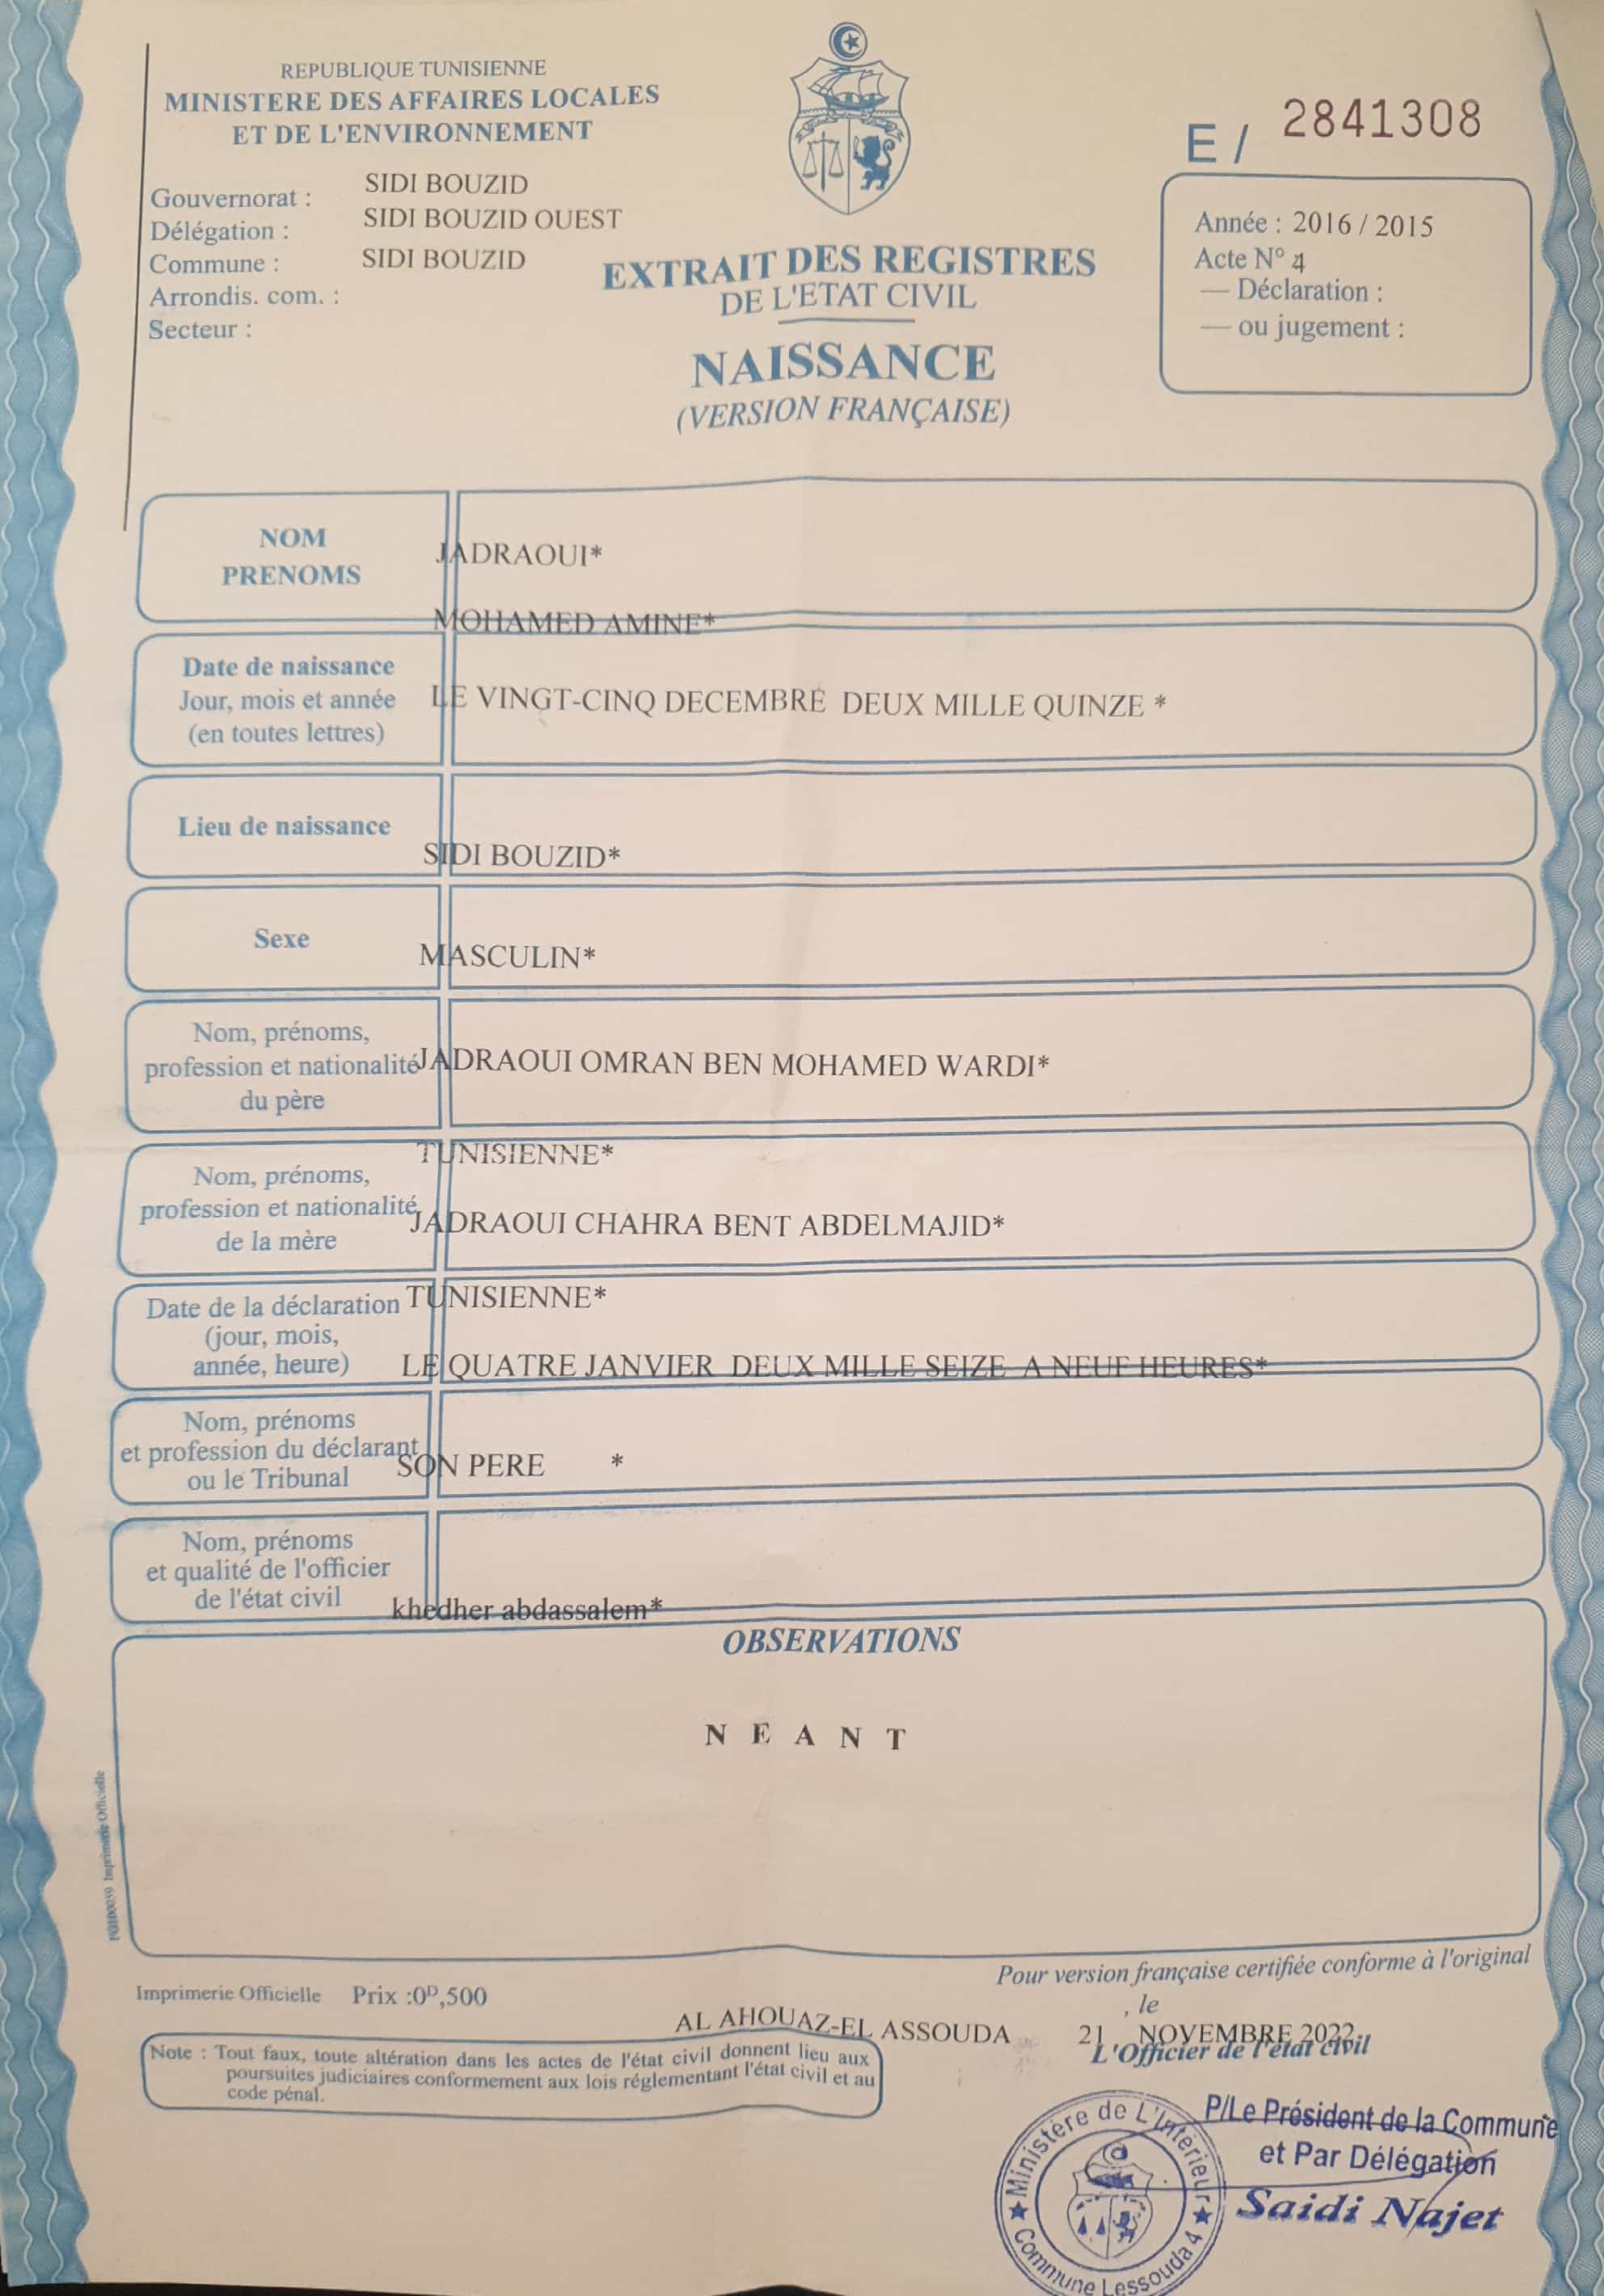 REPUBLIQUE TUNISIENNE
MINISTERE DES AFFAIRES LOCALES
ET DE L'ENVIRONNEMENT
Gouvernorat : SIDI BOUZID
Délégation : SIDI BOUZID OUEST
Commune : SIDI BOUZID
Arrondis. com. :
Secteur :
E / 2841308
Année : 2016 / 2015
Acte N° 4
— Déclaration :
— ou jugement :
EXTRAIT DES REGISTRES
DE L'ETAT CIVIL
NAISSANCE
(VERSION FRANÇAISE)
NOM
PRENOMS
JADRAOUI*
MOHAMED AMINE*
Date de naissance
Jour, mois et année
(en toutes lettres)
LE VINGT-CINQ DECEMBRE DEUX MILLE QUINZE *
Lieu de naissance
SIDI BOUZID*
Sexe
MASCULIN*
Nom, prénoms,
profession et nationalité
du père
JADRAOUI OMRAN BEN MOHAMED WARDI*
TUNISIENNE*
Nom, prénoms,
profession et nationalité
de la mère
JADRAOUI CHAHRA BENT ABDELMAJID*
TUNISIENNE*
Date de la déclaration
(jour, mois,
année, heure)
LE QUATRE JANVIER DEUX MILLE SEIZE A NEUF HEURES*
Nom, prénoms
et profession du déclarant
ou le Tribunal
SON PERE *
Nom, prénoms
et qualité de l'officier
de l'état civil
khedher abdassalem*
OBSERVATIONS
N E A N T
Imprimerie Officielle
Imprimerie Officielle Prix :0D,500
Pour version française certifiée conforme à l'original
AL AHOUAZ-EL ASSOUDA , le
21 NOVEMBRE 2022
L'Officier de l'état civil
Note : Tout faux, toute altération dans les actes de l'état civil donnent lieu aux
poursuites judiciaires conformement aux lois réglementant l'état civil et au
code pénal.
P/Le Président de la Commune
et Par Délégation
Saidi Najet
Ministère de L'Intérieur
Commune Lessouda 4